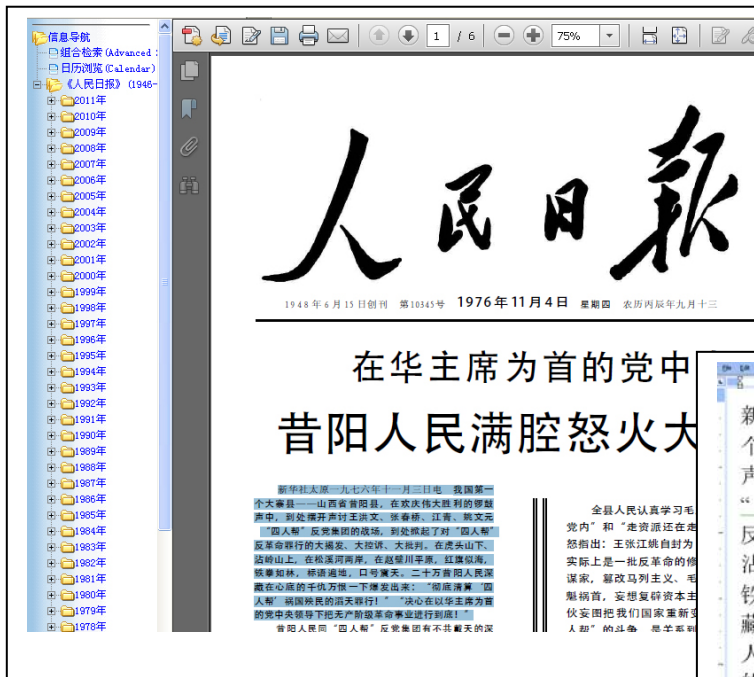 信息导航
组合检索(Advanced
日历浏览(Calendar)
《人民日报》(1946-
2011年
2010年
2009年
2008年
2007年
2006年
2005年
2004年
2003年
2002年
2001年
2000年
1999年
1998年
1997年
1996年
1995年
1994年
1993年
1992年
1991年
1990年
1989年
1988年
1987年
1986年
1985年
1984年
1983年
1982年
1981年
1980年
1979年
1978年
1 / 6 75%
人民日報
1948年6月15日创刊 第10345号 1976年11月4日 星期四 农历丙辰年九月十三
在华主席为首的党中
昔阳人民满腔怒火大
新华社太原一九七六年十一月三日电 我国第一
个大寨县——山西省昔阳县，在欢庆伟大胜利的锣鼓
声中，到处摆开声讨王洪文、张春桥、江青、姚文元
“四人帮”反党集团的战场，到处掀起了对“四人帮”
反革命罪行的大揭发、大控诉、大批判。在虎头山下、
沾岭山上，在松溪河两岸，在赵壁川平原，红旗似海，
铁拳如林，标语遍地，口号震天。二十万昔阳人民深
藏在心底的千仇万恨一下爆发出来：“彻底清算‘四
人帮’祸国殃民的滔天罪行！”“决心在以华主席为首
的党中央领导下把无产阶级革命事业进行到底！”
昔阳人民同“四人帮”反党集团有不共戴天的深
全县人民认真学习毛
党内”和“走资派还在走
怒指出：王张江姚自封为
实际上是一批反革命的修
谋家，篡改马列主义、毛
魁祸首，妄想复辟资本主
伙妄图把我们国家重新变
人帮”的斗争，是关系到
新
个
声
“
反
沾
铁
藏
人